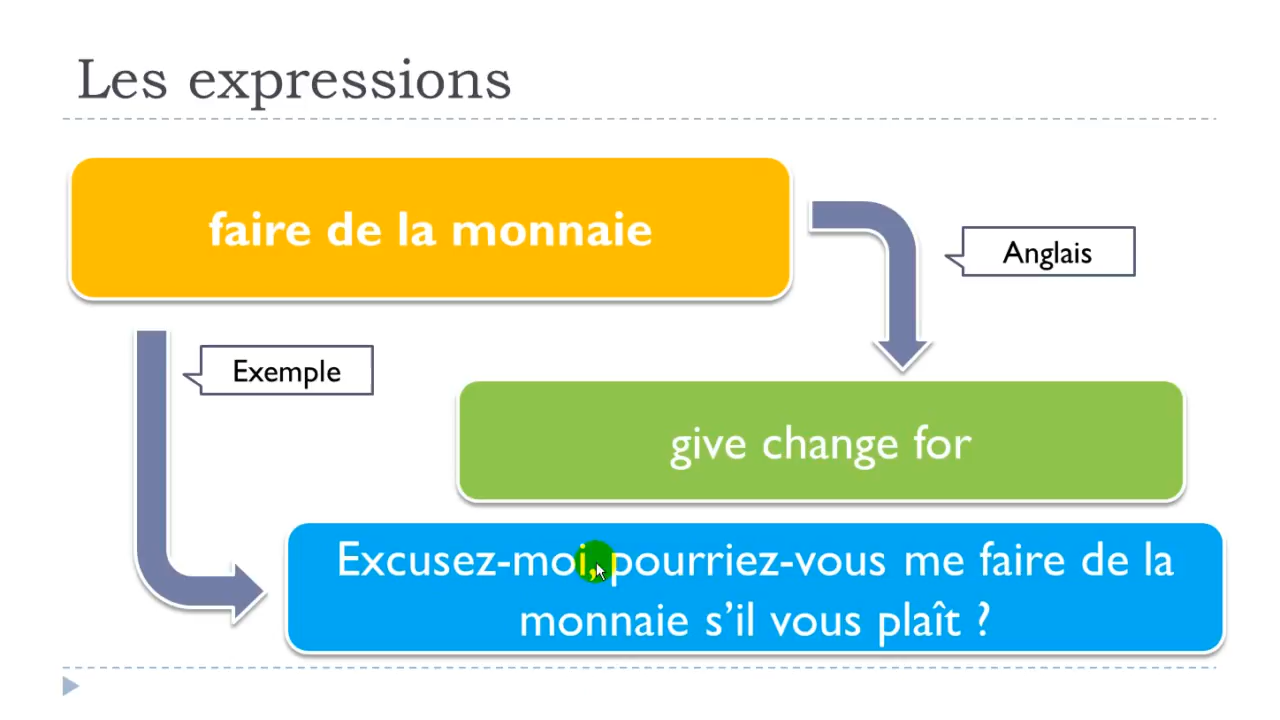 Les expressions
faire de la monnaie
Anglais
Exemple
give change for
Excusez-moi, pourriez-vous me faire de la
monnaie s’il vous plaît ?